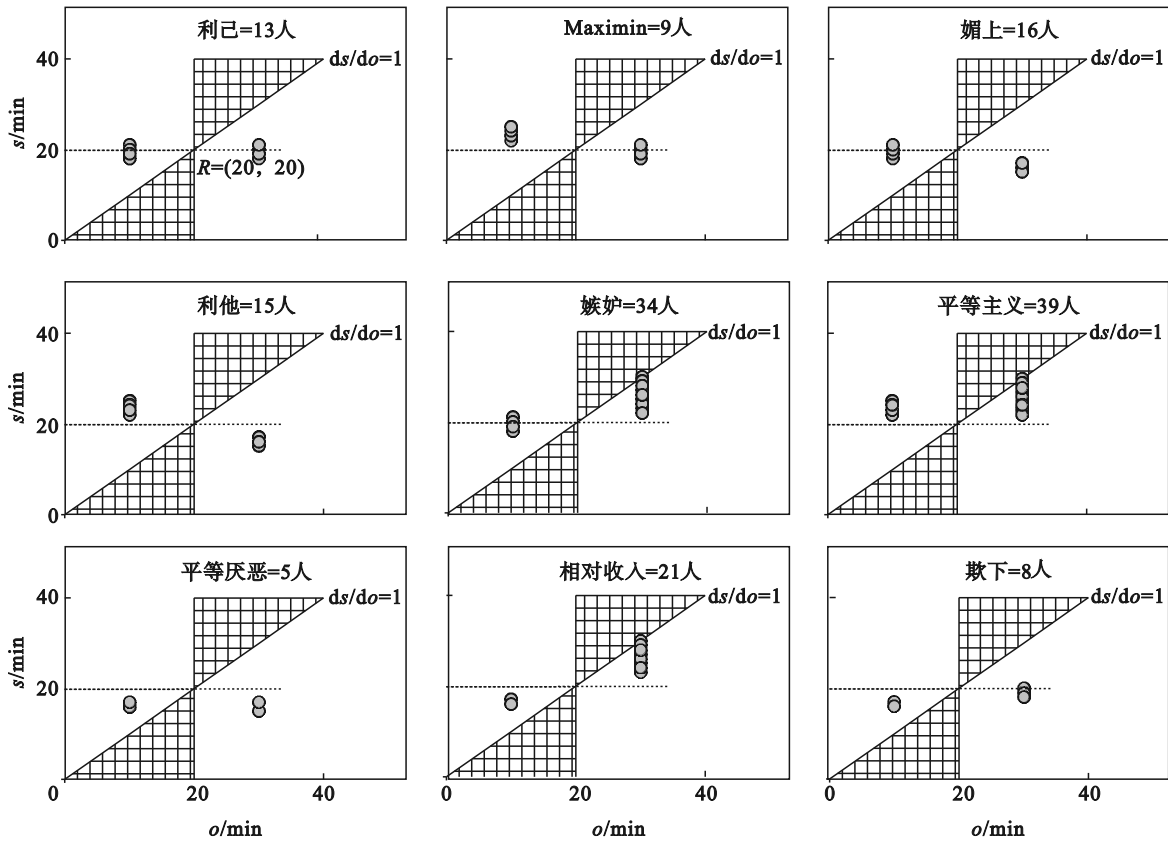 利己=13人
Maximin=9人
媚上=16人
s/min
40
20
0
ds/do=1
R=(20, 20)
ds/do=1
ds/do=1
40
20
0
利他=15人
嫉妒=34人
平等主义=39人
s/min
40
20
0
ds/do=1
ds/do=1
ds/do=1
平等厌恶=5人
相对收入=21人
欺下=8人
s/min
40
20
0
ds/do=1
ds/do=1
ds/do=1
0
20
40
0
20
40
0
20
40
o/min
o/min
o/min